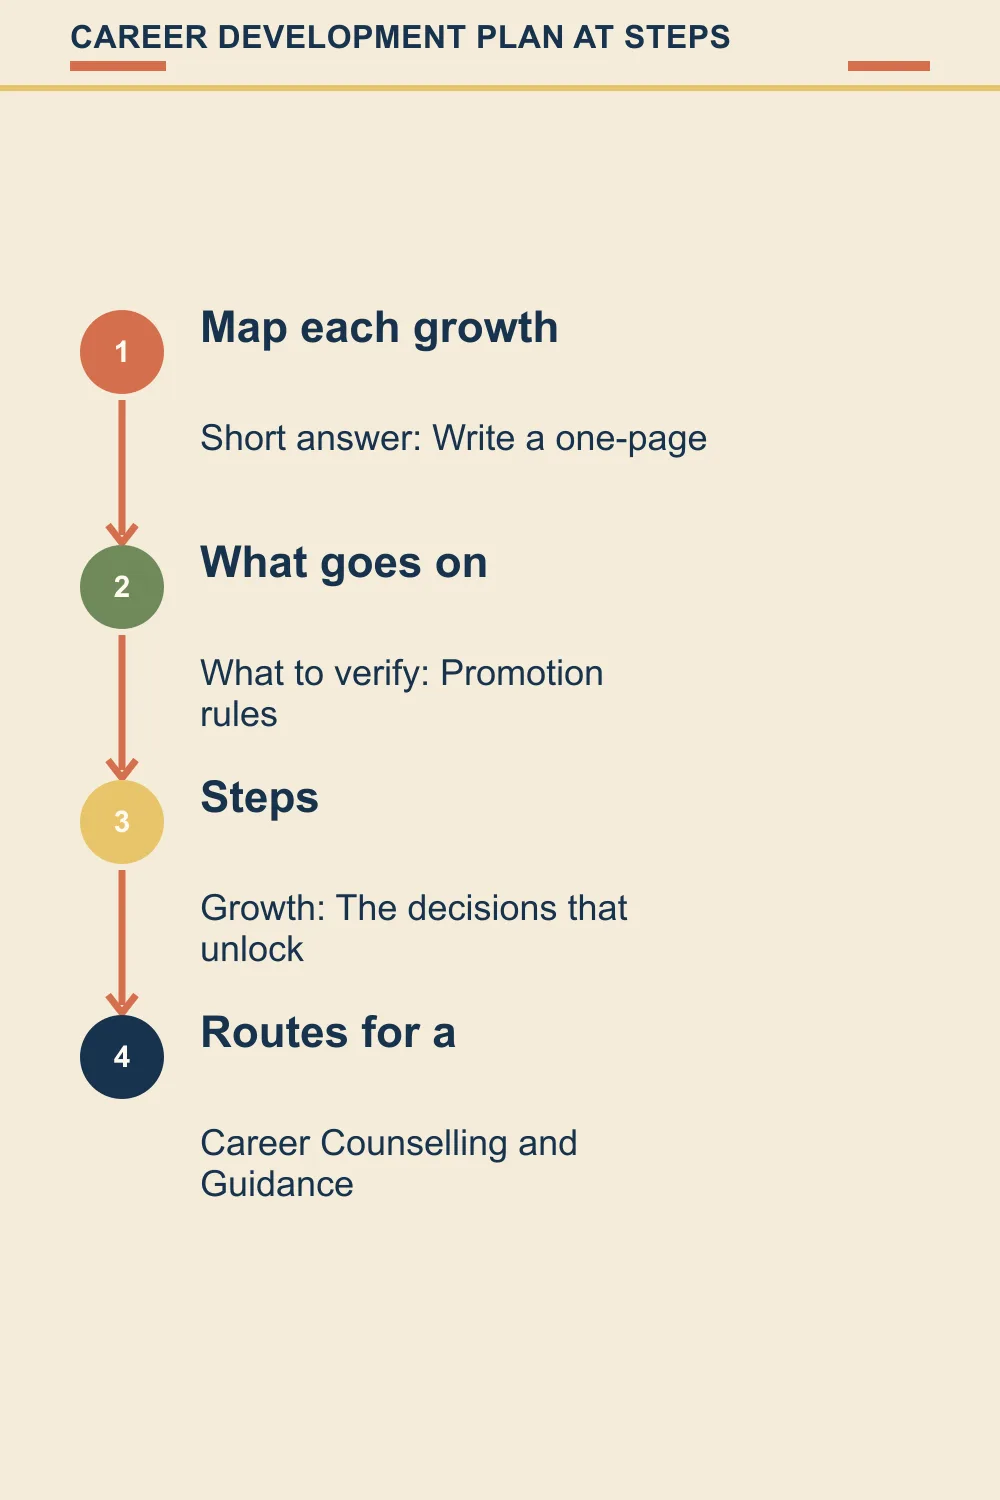 CAREER DEVELOPMENT PLAN AT STEPS
1
Map each growth
Short answer: Write a one-page
2
What goes on
What to verify: Promotion
rules
3
Steps
Growth: The decisions that
unlock
4
Routes for a
Career Counselling and
Guidance